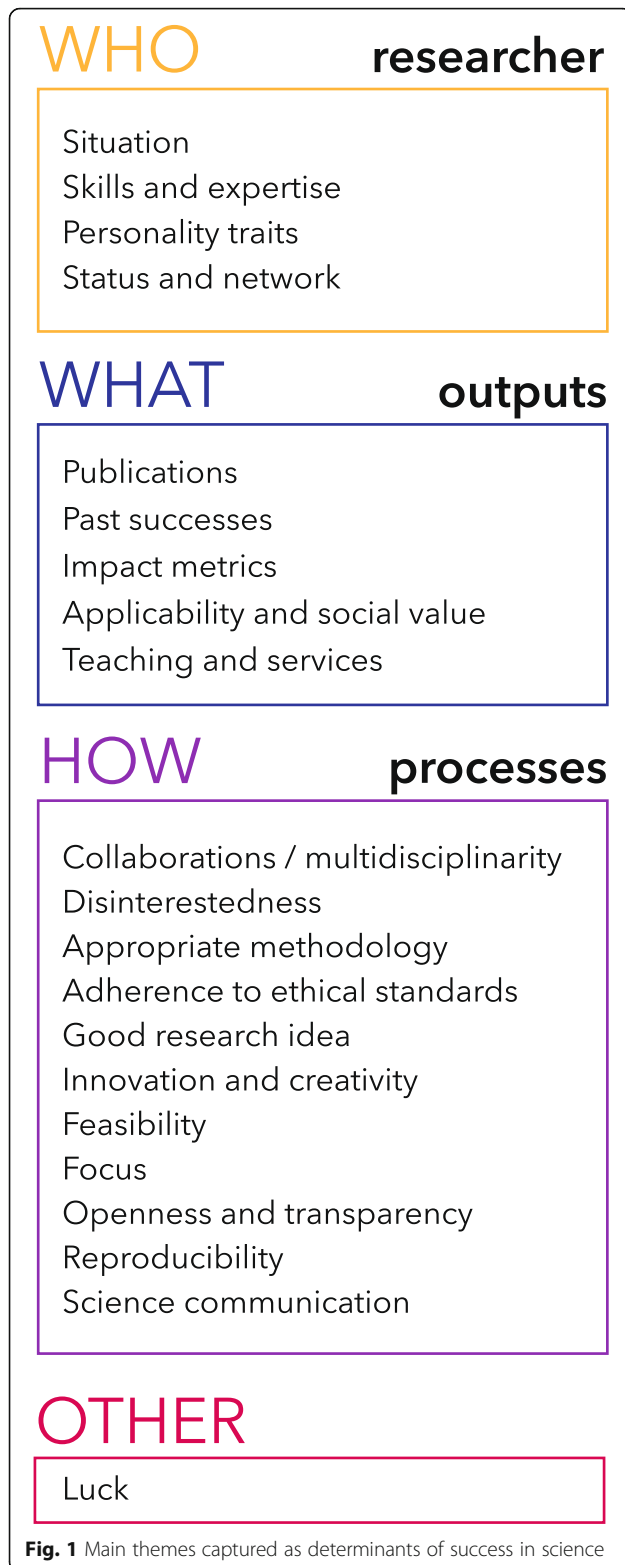 WHO researcher
Situation
Skills and expertise
Personality traits
Status and network
WHAT outputs
Publications
Past successes
Impact metrics
Applicability and social value
Teaching and services
HOW processes
Collaborations / multidisciplinarity
Disinterestedness
Appropriate methodology
Adherence to ethical standards
Good research idea
Innovation and creativity
Feasibility
Focus
Openness and transparency
Reproducibility
Science communication
OTHER
Luck
Fig. 1 Main themes captured as determinants of success in science